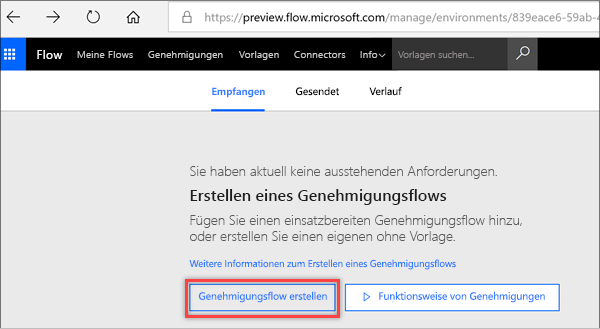 https://preview.flow.microsoft.com/manage/environments/839eace6-59ab-4
Flow Meine Flows Genehmigungen Vorlagen Connectors Info Vorlagen suchen...
Empfangen Gesendet Verlauf
Sie haben aktuell keine ausstehenden Anforderungen.
Erstellen eines Genehmigungsflows
Fügen Sie einen einsatzbereiten Genehmigungsflow hinzu,
oder erstellen Sie einen eigenen ohne Vorlage.
Weitere Informationen zum Erstellen eines Genehmigungsflows
Genehmigungsflow erstellen Funktionsweise von Genehmigungen